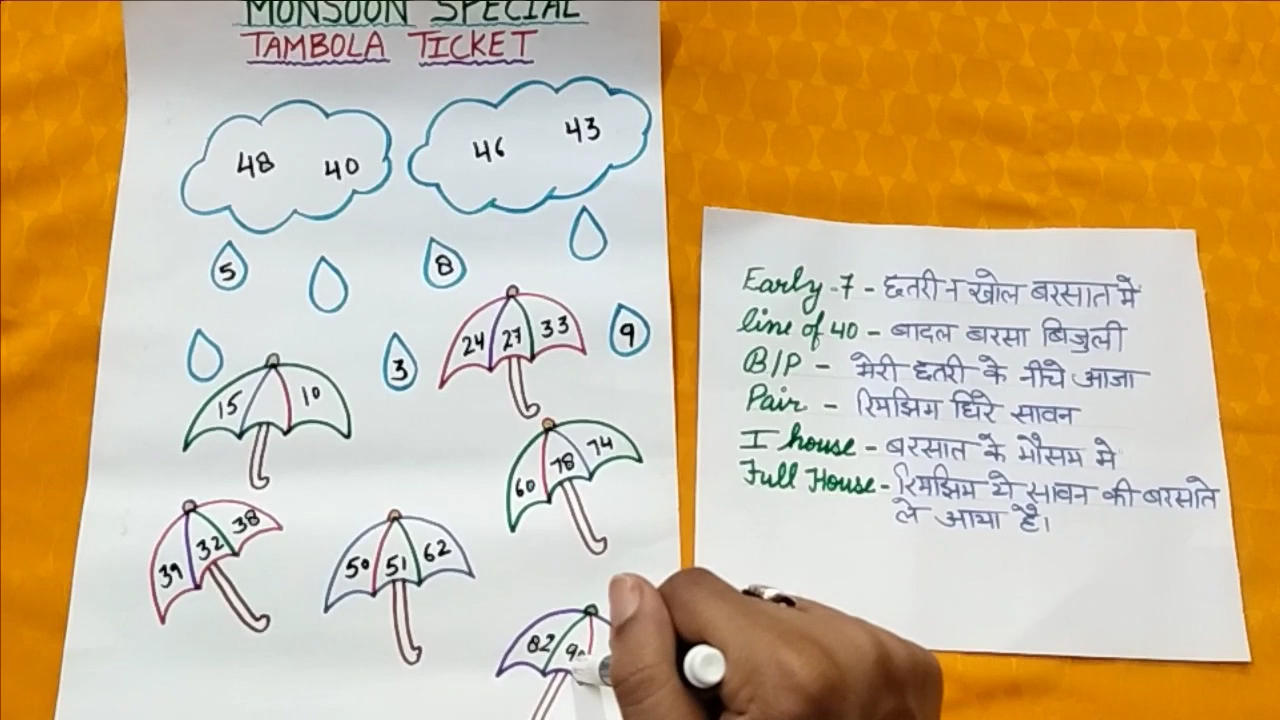 MONSOON SPECIAL
TAMBOLA TICKET
48 40
46 43
5
8
24 27 33
9
3
15 10
60 78 74
39 32 38
50 51 62
82
Early-7 - छतरी न खोल बरसात मे
line of 40 - बादल बरसा बिजुली
B/P - मेरी छतरी के नीचे आजा
Pair - रिमझिम घिरे सावन
I house - बरसात के मौसम मे
Full House - रिमझिम ये सावन की बरसाते
ले आया है।